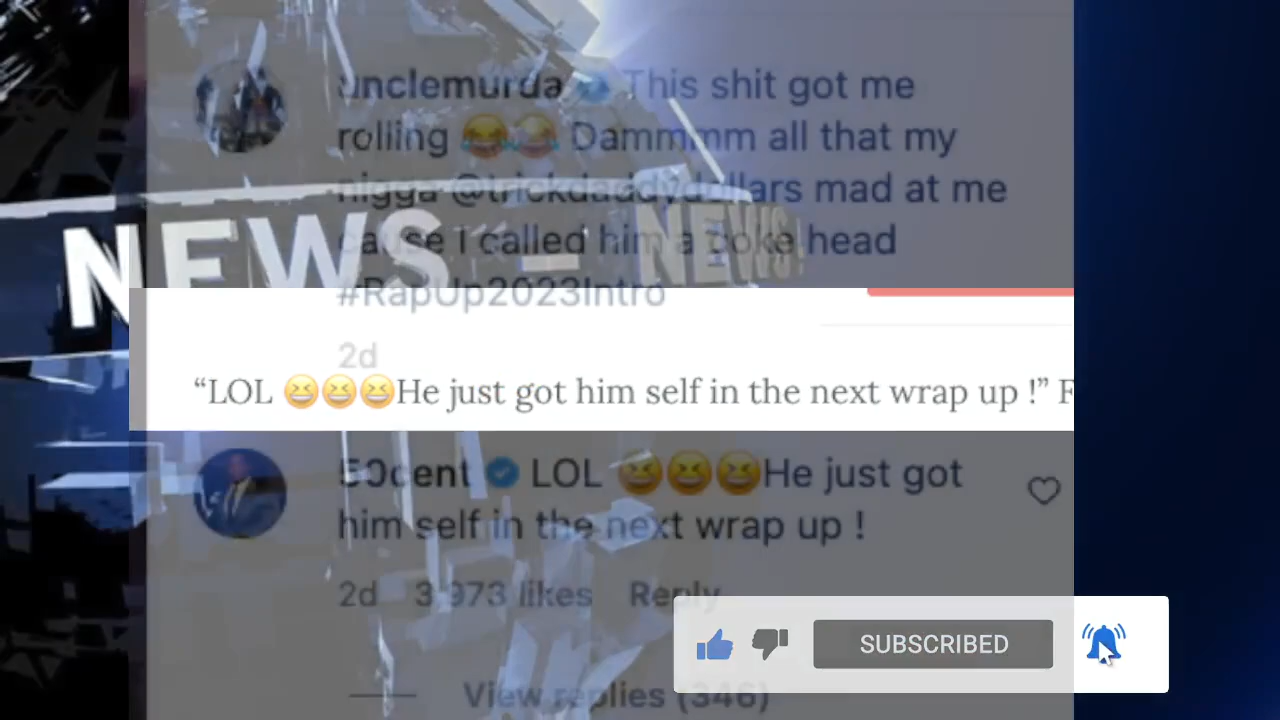 unclemurda This shit got me
rolling 😂😂 Dammmm all that my
nigga @trickdaddydollars mad at me
cause I called him a coke head
#RapUp2023Intro
NEWS - NEWS
2d
“LOL 😆😆😆He just got him self in the next wrap up !” F
50cent LOL 😆😆😆He just got
him self in the next wrap up !
2d 3,973 likes Reply
View replies (346)
SUBSCRIBED